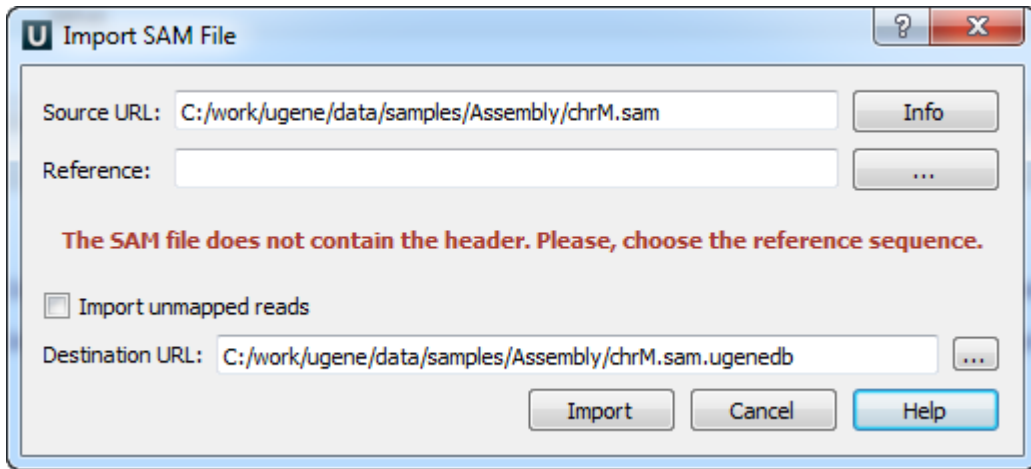 U Import SAM File ? X
Source URL: C:/work/ugene/data/samples/Assembly/chrM.sam Info
Reference: ...
The SAM file does not contain the header. Please, choose the reference sequence.
Import unmapped reads
Destination URL: C:/work/ugene/data/samples/Assembly/chrM.sam.ugenedb ...
Import Cancel Help